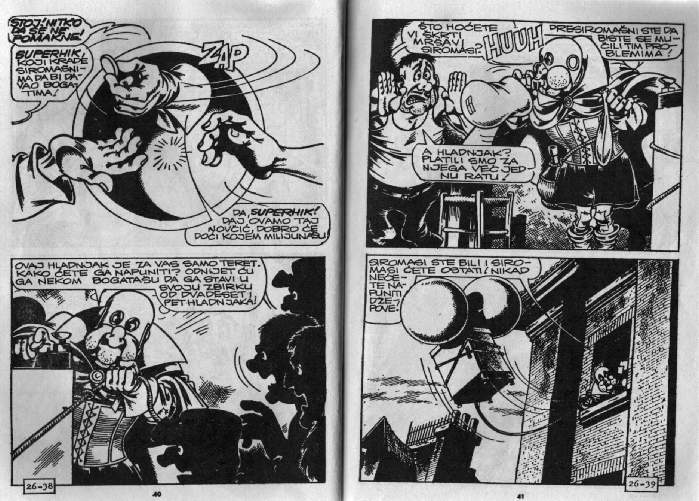 STOJ! NITKO
DA SE NE
POMAKNE!
SUPERHIK,
KOJI KRADE
SIROMAŠNI-
MA DA BI DA-
VAO BOGA-
TIMA!
ZAP
DA, SUPERHIK!
DAJ OVAMO TAJ
NOVČIĆ, DOBRO ĆE
DOĆI KOJEM MILIJUNAŠU!
OVAJ HLADNJAK JE ZA VAS SAMO TERET.
KAKO ĆETE GA NAPUNITI? ODNIJET ĆU
GA NEKOM BOGATAŠU DA GA STAVI U
SVOJU ZBIRKU
OD DVADESET I
PET HLADNJAKA!
26-38
40
ŠTO HOĆETE
VI ŠKRTI
MRŠAVI
SIROMASI?
HUUH
PRESIROMAŠNI STE DA
BISTE SE MU-
ČILI TIM PRO-
BLEMIMA!
A HLADNJAK?
PLATILI SMO ZA
NJEGA VEĆ JED-
NU RATU!
SIROMASI STE BILI I SIRO-
MASI ĆETE OSTATI! NIKAD
NEĆE-
TE NA-
PUNITI
DŽE-
POVE!
26-39
41